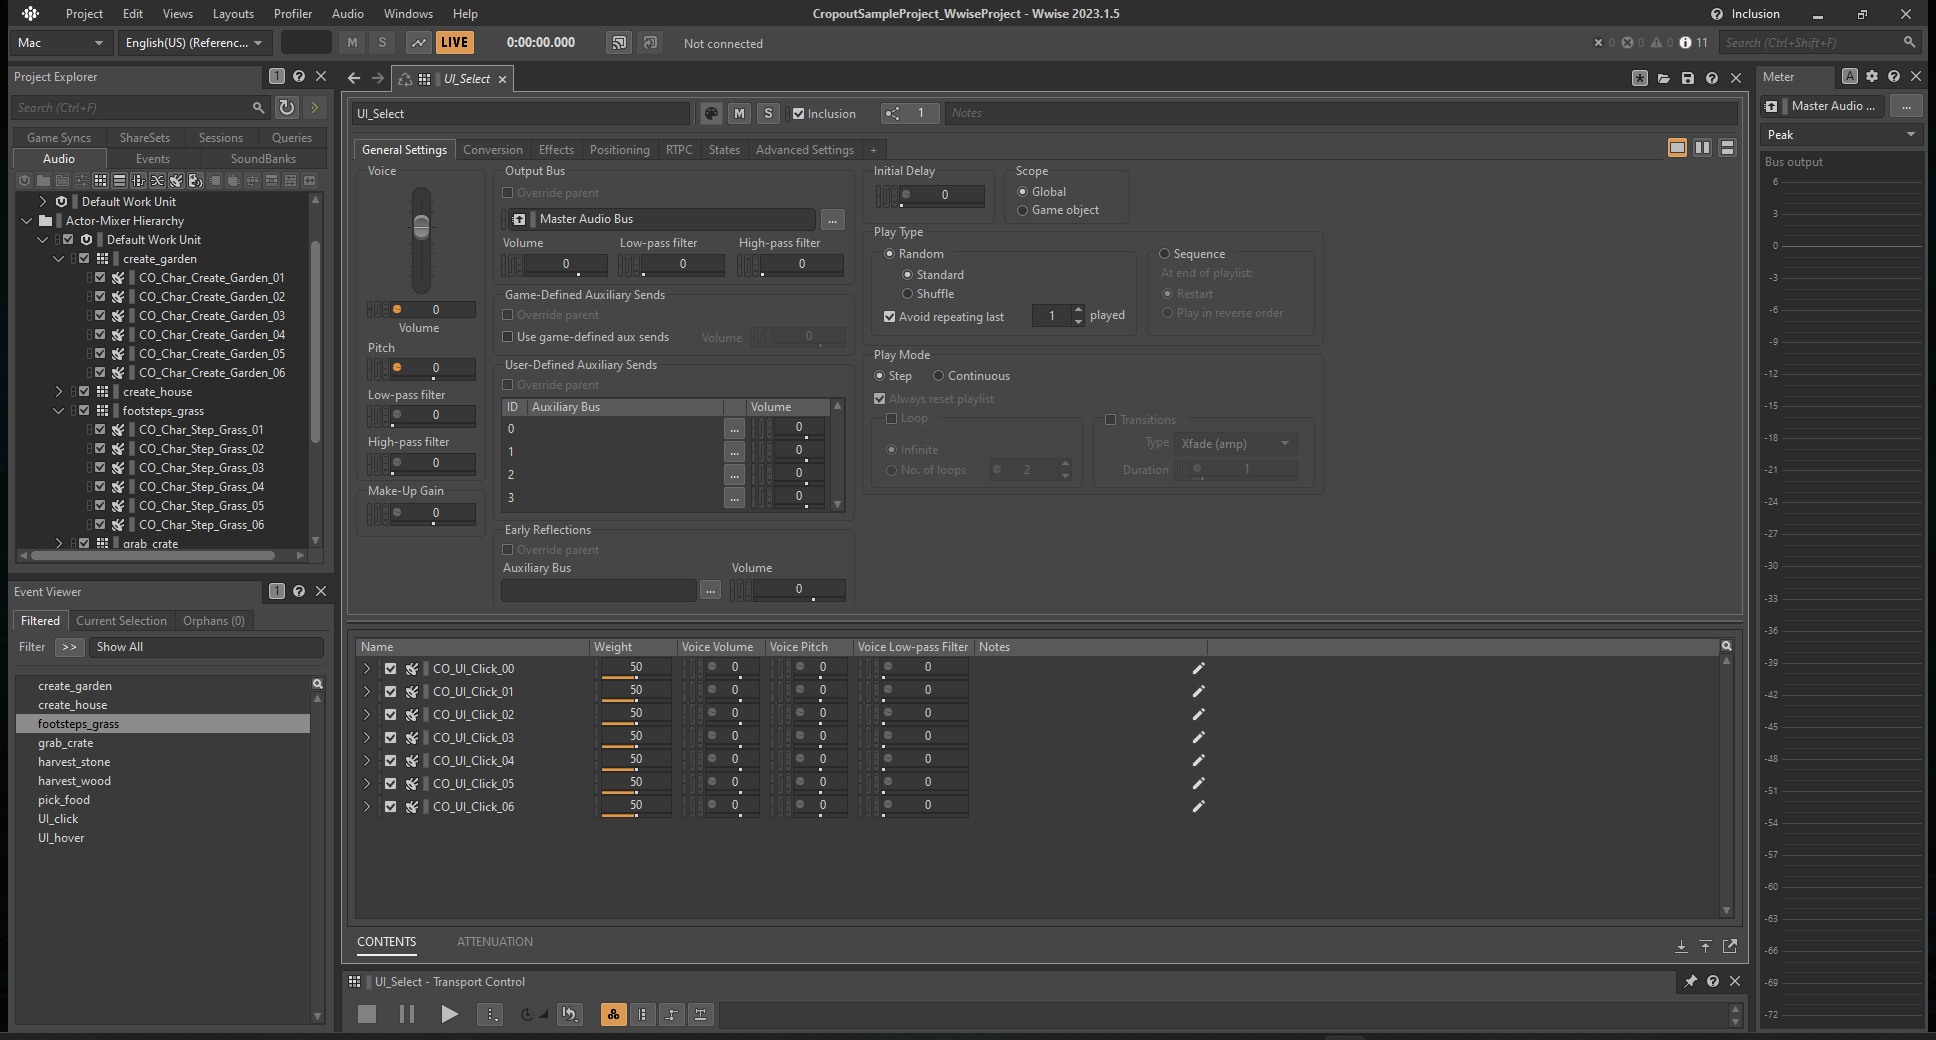 Project Edit Views Layouts Profiler Audio Windows Help
CropoutSampleProject_WwiseProject - Wwise 2023.1.5
Inclusion
Mac
English(US) (Referenc...
M S
LIVE
0:00:00.000
Not connected
0 0 0 11
Search (Ctrl+Shift+F)
Project Explorer
1
Search (Ctrl+F)
Game Syncs ShareSets Sessions Queries
Audio Events SoundBanks
Default Work Unit
Actor-Mixer Hierarchy
Default Work Unit
create_garden
CO_Char_Create_Garden_01
CO_Char_Create_Garden_02
CO_Char_Create_Garden_03
CO_Char_Create_Garden_04
CO_Char_Create_Garden_05
CO_Char_Create_Garden_06
create_house
footsteps_grass
CO_Char_Step_Grass_01
CO_Char_Step_Grass_02
CO_Char_Step_Grass_03
CO_Char_Step_Grass_04
CO_Char_Step_Grass_05
CO_Char_Step_Grass_06
grab_crate
Event Viewer
1
Filtered Current Selection Orphans (0)
Filter >> Show All
create_garden
create_house
footsteps_grass
grab_crate
harvest_stone
harvest_wood
pick_food
UI_click
UI_hover
UI_Select
UI_Select
M S
Inclusion
1
Notes
General Settings Conversion Effects Positioning RTPC States Advanced Settings +
Voice
0
Volume
Pitch
0
Low-pass filter
0
High-pass filter
0
Make-Up Gain
0
Output Bus
Override parent
Master Audio Bus ...
Volume Low-pass filter High-pass filter
0 0 0
Game-Defined Auxiliary Sends
Override parent
Use game-defined aux sends Volume 0
User-Defined Auxiliary Sends
Override parent
ID Auxiliary Bus Volume
0 ... 0
1 ... 0
2 ... 0
3 ... 0
Early Reflections
Override parent
Auxiliary Bus Volume
... 0
Initial Delay
0
Scope
Global
Game object
Play Type
Random
Standard
Shuffle
Avoid repeating last 1 played
Sequence
At end of playlist:
Restart
Play in reverse order
Play Mode
Step Continuous
Always reset playlist
Loop
Infinite
No. of loops 2
Transitions
Type Xfade (amp)
Duration 1
Name Weight Voice Volume Voice Pitch Voice Low-pass Filter Notes
CO_UI_Click_00 50 0 0 0
CO_UI_Click_01 50 0 0 0
CO_UI_Click_02 50 0 0 0
CO_UI_Click_03 50 0 0 0
CO_UI_Click_04 50 0 0 0
CO_UI_Click_05 50 0 0 0
CO_UI_Click_06 50 0 0 0
CONTENTS ATTENUATION
UI_Select - Transport Control
Meter
A
Master Audio ... ...
Peak
Bus output
6
3
0
-3
-6
-9
-12
-15
-18
-21
-24
-27
-30
-33
-36
-39
-42
-45
-48
-51
-54
-57
-60
-63
-66
-69
-72